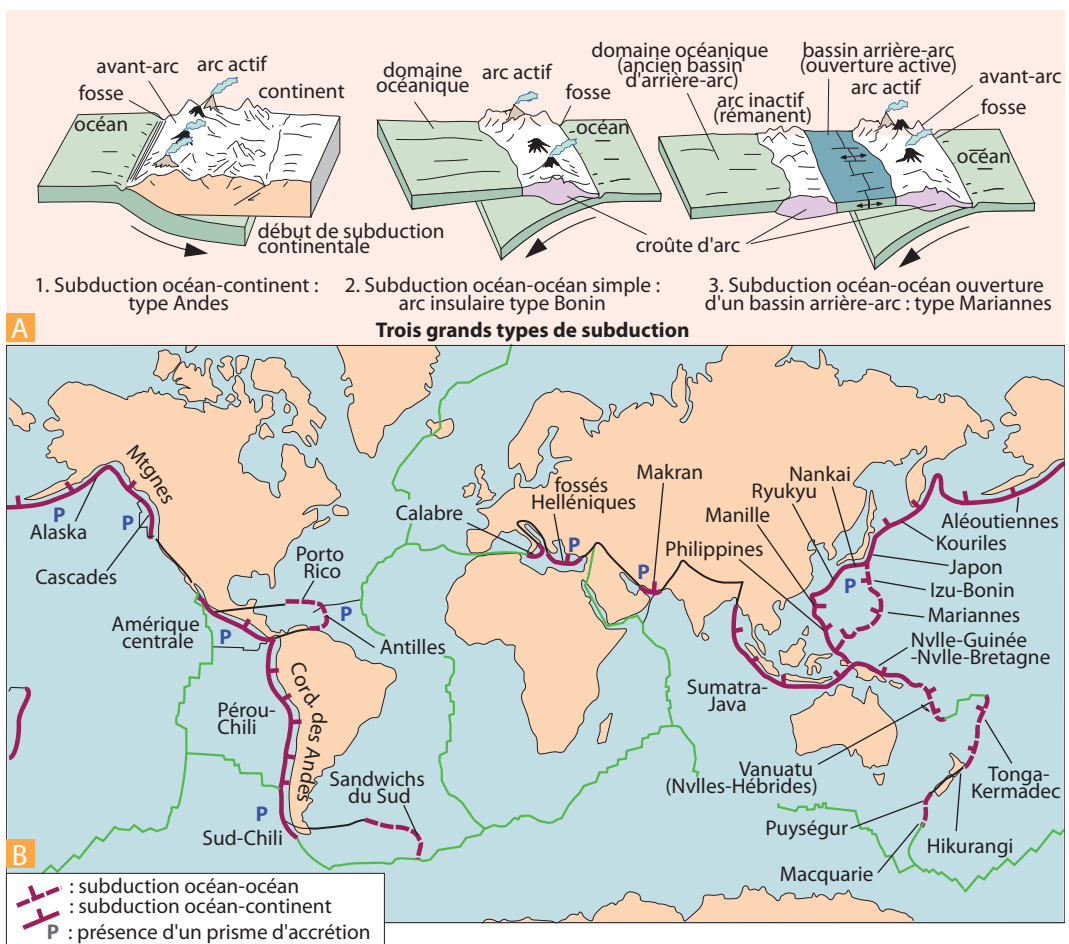 avant-arc
arc actif
fosse
continent
océan
début de subduction
continentale
1. Subduction océan-continent :
type Andes
domaine
océanique
arc actif
fosse
océan
croûte d'arc
2. Subduction océan-océan simple :
arc insulaire type Bonin
domaine océanique
(ancien bassin
d'arrière-arc)
arc inactif
(rémanent)
bassin arrière-arc
(ouverture active)
arc actif
avant-arc
fosse
océan
3. Subduction océan-océan ouverture
d'un bassin arrière-arc : type Mariannes
A
Trois grands types de subduction
Mtgnes
P
Alaska
P
Cascades
Porto
Rico
P
Amérique
centrale
P
Antilles
Pérou-
Chili
Cord. des Andes
Sandwichs
du Sud
P
Sud-Chili
Calabre
fossés
Helléniques
P
Makran
P
Nankai
Ryukyu
Manille
Philippines
P
Aléoutiennes
Kouriles
Japon
Izu-Bonin
Mariannes
Nvlle-Guinée
-Nvlle-Bretagne
Sumatra-
Java
Vanuatu
(Nvlles-Hébrides)
Tonga-
Kermadec
Puységur
Hikurangi
Macquarie
B
: subduction océan-océan
: subduction océan-continent
P : présence d'un prisme d'accrétion